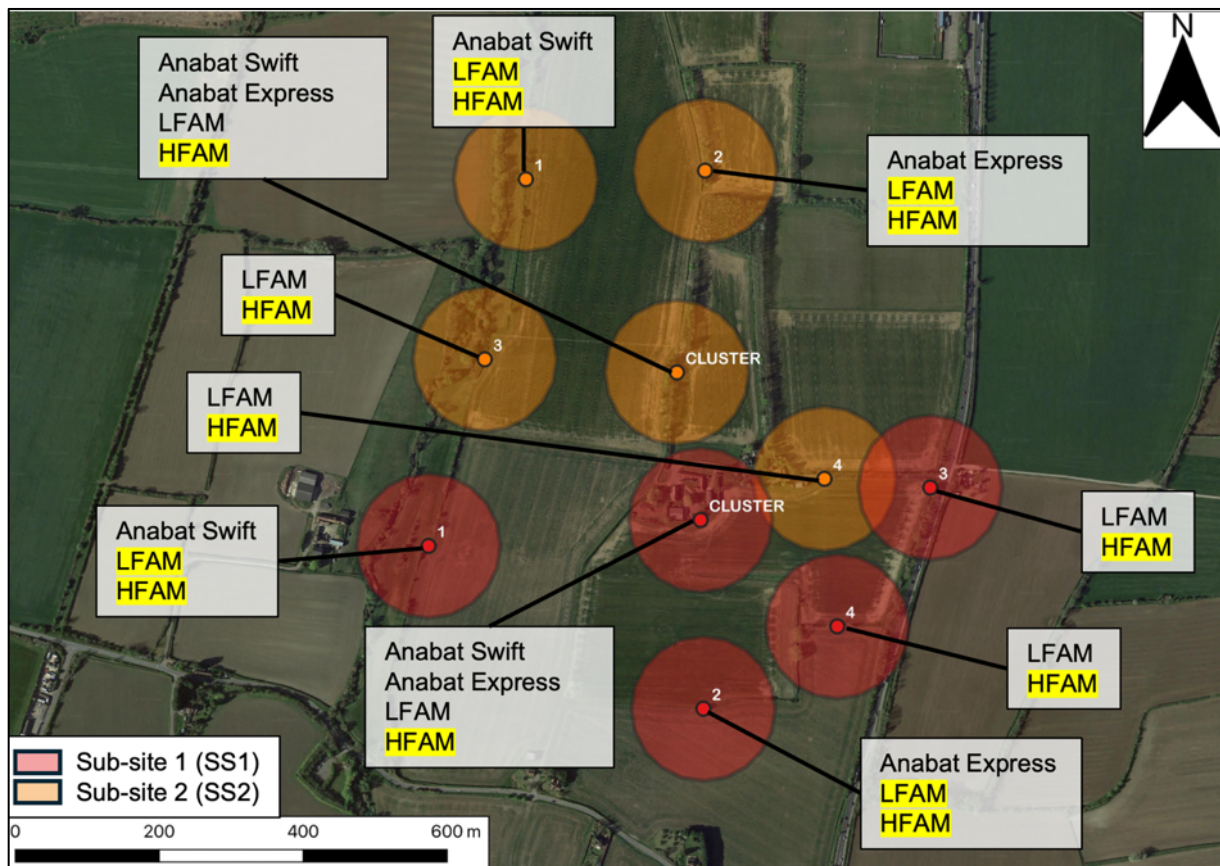 Anabat Swift
Anabat Express
LFAM
HFAM
Anabat Swift
LFAM
HFAM
N
1
2
Anabat Express
LFAM
HFAM
LFAM
HFAM
3
CLUSTER
LFAM
HFAM
4
3
CLUSTER
1
LFAM
HFAM
Anabat Swift
LFAM
HFAM
4
Anabat Swift
Anabat Express
LFAM
HFAM
LFAM
HFAM
2
Anabat Express
LFAM
HFAM
Sub-site 1 (SS1)
Sub-site 2 (SS2)
0 200 400 600 m